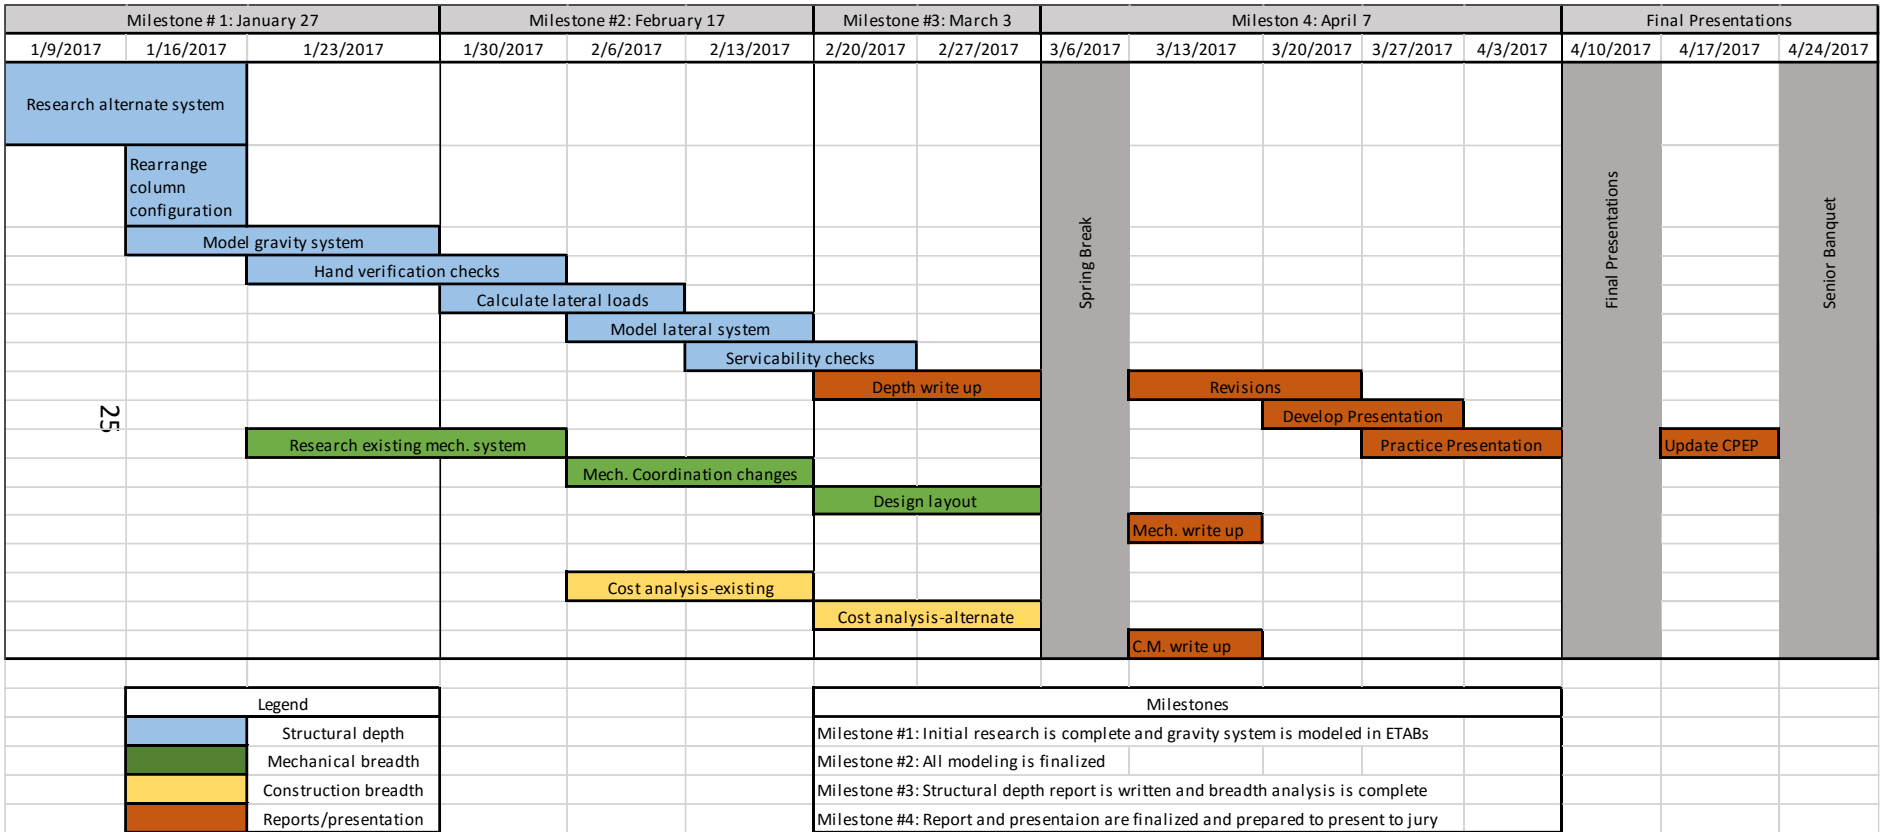 Milestone # 1: January 27
Milestone #2: February 17
Milestone #3: March 3
Mileston 4: April 7
Final Presentations
1/9/2017
1/16/2017
1/23/2017
1/30/2017
2/6/2017
2/13/2017
2/20/2017
2/27/2017
3/6/2017
3/13/2017
3/20/2017
3/27/2017
4/3/2017
4/10/2017
4/17/2017
4/24/2017
Research alternate system
Rearrange
column
configuration
Model gravity system
Hand verification checks
Calculate lateral loads
Model lateral system
Servicability checks
Depth write up
Revisions
Develop Presentation
Research existing mech. system
Practice Presentation
Update CPEP
Mech. Coordination changes
Design layout
Mech. write up
Cost analysis-existing
Cost analysis-alternate
C.M. write up
Spring Break
Final Presentations
Senior Banquet
25
Legend
Structural depth
Mechanical breadth
Construction breadth
Reports/presentation
Milestones
Milestone #1: Initial research is complete and gravity system is modeled in ETABs
Milestone #2: All modeling is finalized
Milestone #3: Structural depth report is written and breadth analysis is complete
Milestone #4: Report and presentaion are finalized and prepared to present to jury